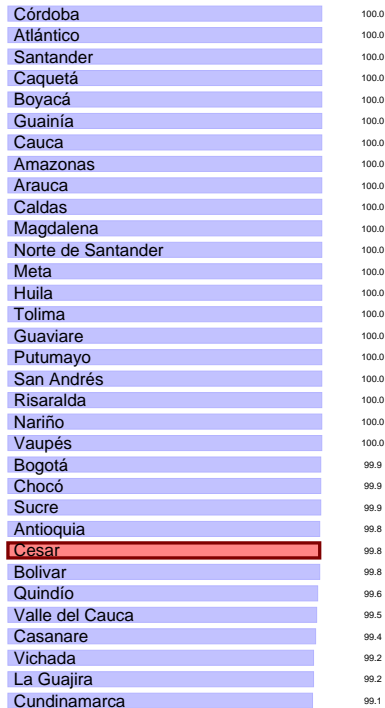 Córdoba 100.0
Atlántico 100.0
Santander 100.0
Caquetá 100.0
Boyacá 100.0
Guainía 100.0
Cauca 100.0
Amazonas 100.0
Arauca 100.0
Caldas 100.0
Magdalena 100.0
Norte de Santander 100.0
Meta 100.0
Huila 100.0
Tolima 100.0
Guaviare 100.0
Putumayo 100.0
San Andrés 100.0
Risaralda 100.0
Nariño 100.0
Vaupés 100.0
Bogotá 99.9
Chocó 99.9
Sucre 99.9
Antioquia 99.8
Cesar 99.8
Bolivar 99.8
Quindío 99.6
Valle del Cauca 99.5
Casanare 99.4
Vichada 99.2
La Guajira 99.2
Cundinamarca 99.1